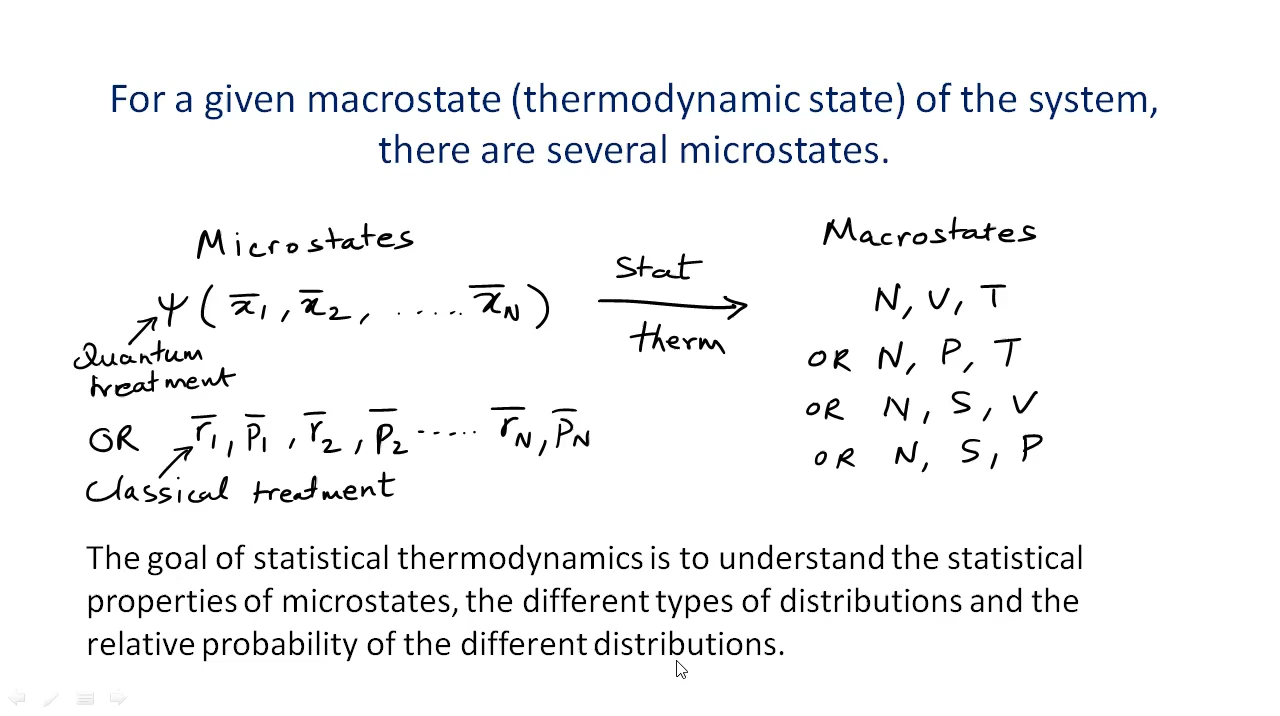 For a given macrostate (thermodynamic state) of the system,
there are several microstates.
Microstates
Macrostates
ψ ( x̄1, x̄2, ..... x̄N )
Stat
therm
N, V, T
Quantum
treatment
OR N, P, T
OR N, S, V
OR r̄1, p̄1, r̄2, p̄2 ..... r̄N, p̄N
OR N, S, P
Classical treatment
The goal of statistical thermodynamics is to understand the statistical
properties of microstates, the different types of distributions and the
relative probability of the different distributions.